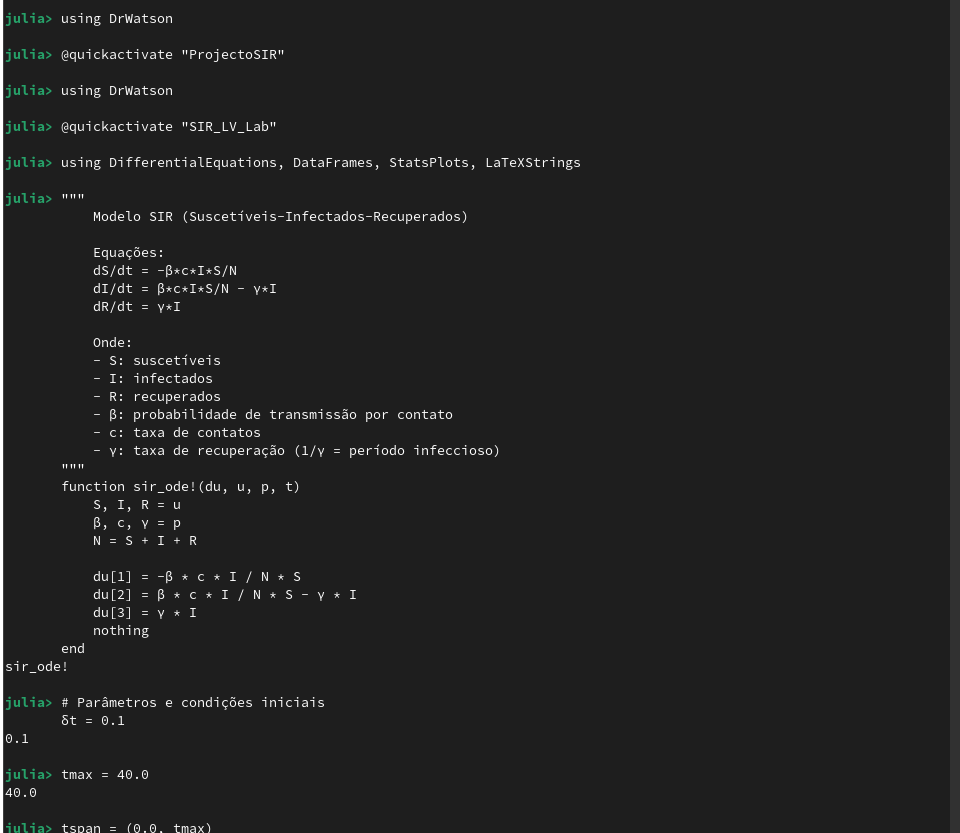 julia> using DrWatson
julia> @quickactivate "ProjectoSIR"
julia> using DrWatson
julia> @quickactivate "SIR_LV_Lab"
julia> using DifferentialEquations, DataFrames, StatsPlots, LaTeXStrings
julia> """
Modelo SIR (Suscetíveis-Infectados-Recuperados)
Equações:
dS/dt = -β*c*I*S/N
dI/dt = β*c*I*S/N - γ*I
dR/dt = γ*I
Onde:
- S: suscetíveis
- I: infectados
- R: recuperados
- β: probabilidade de transmissão por contato
- c: taxa de contatos
- γ: taxa de recuperação (1/γ = período infeccioso)
"""
function sir_ode!(du, u, p, t)
S, I, R = u
β, c, γ = p
N = S + I + R
du[1] = -β * c * I / N * S
du[2] = β * c * I / N * S - γ * I
du[3] = γ * I
nothing
end
sir_ode!
julia> # Parâmetros e condições iniciais
δt = 0.1
0.1
julia> tmax = 40.0
40.0
julia> tspan = (0.0, tmax)